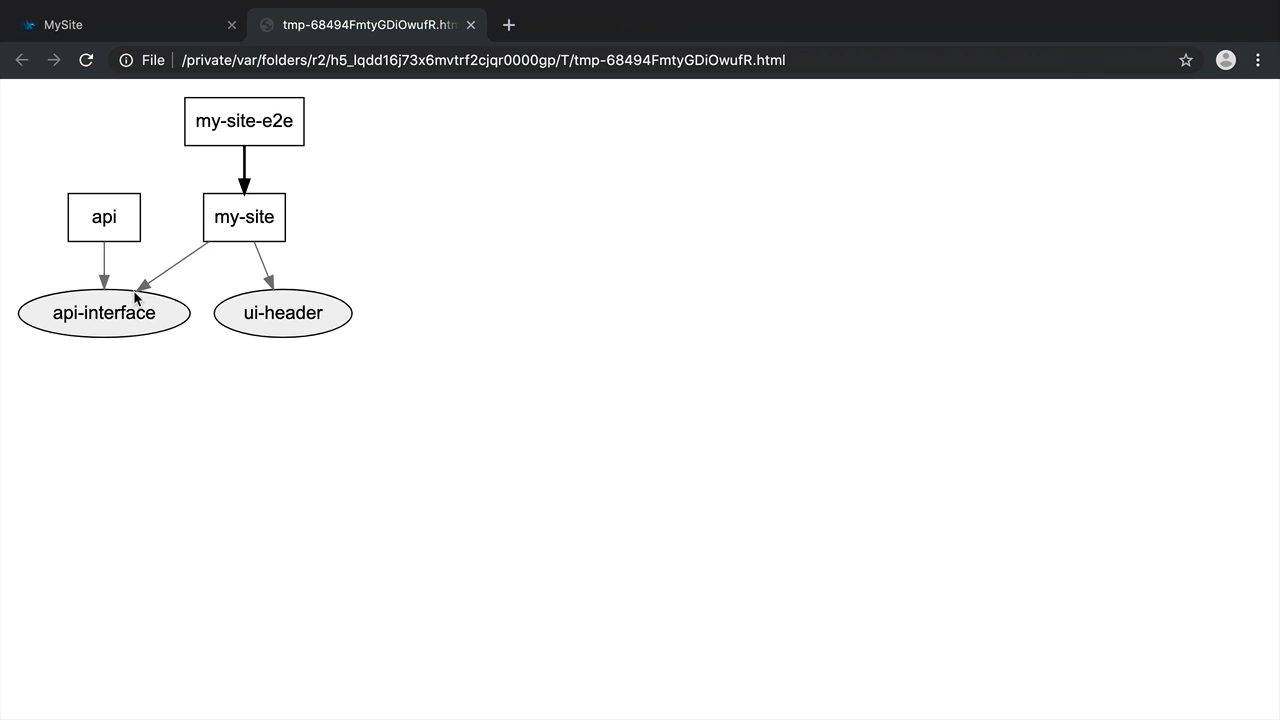 MySite
tmp-68494FmtyGDiOwufR.htm
File
/private/var/folders/r2/h5_lqdd16j73x6mvtrf2cjqr0000gp/T/tmp-68494FmtyGDiOwufR.html
my-site-e2e
api
my-site
api-interface
ui-header